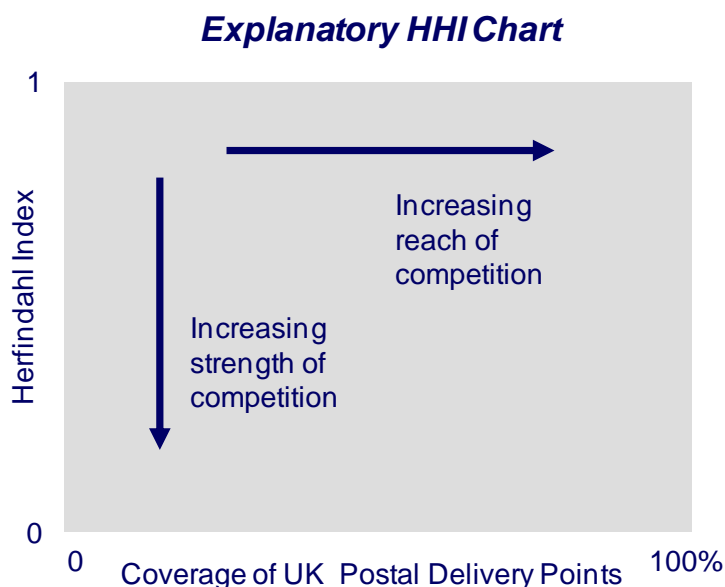 Explanatory HHI Chart
1
Increasing
reach of
competition
Herfindahl Index
Increasing
strength of
competition
0
0
100%
Coverage of UK Postal Delivery Points